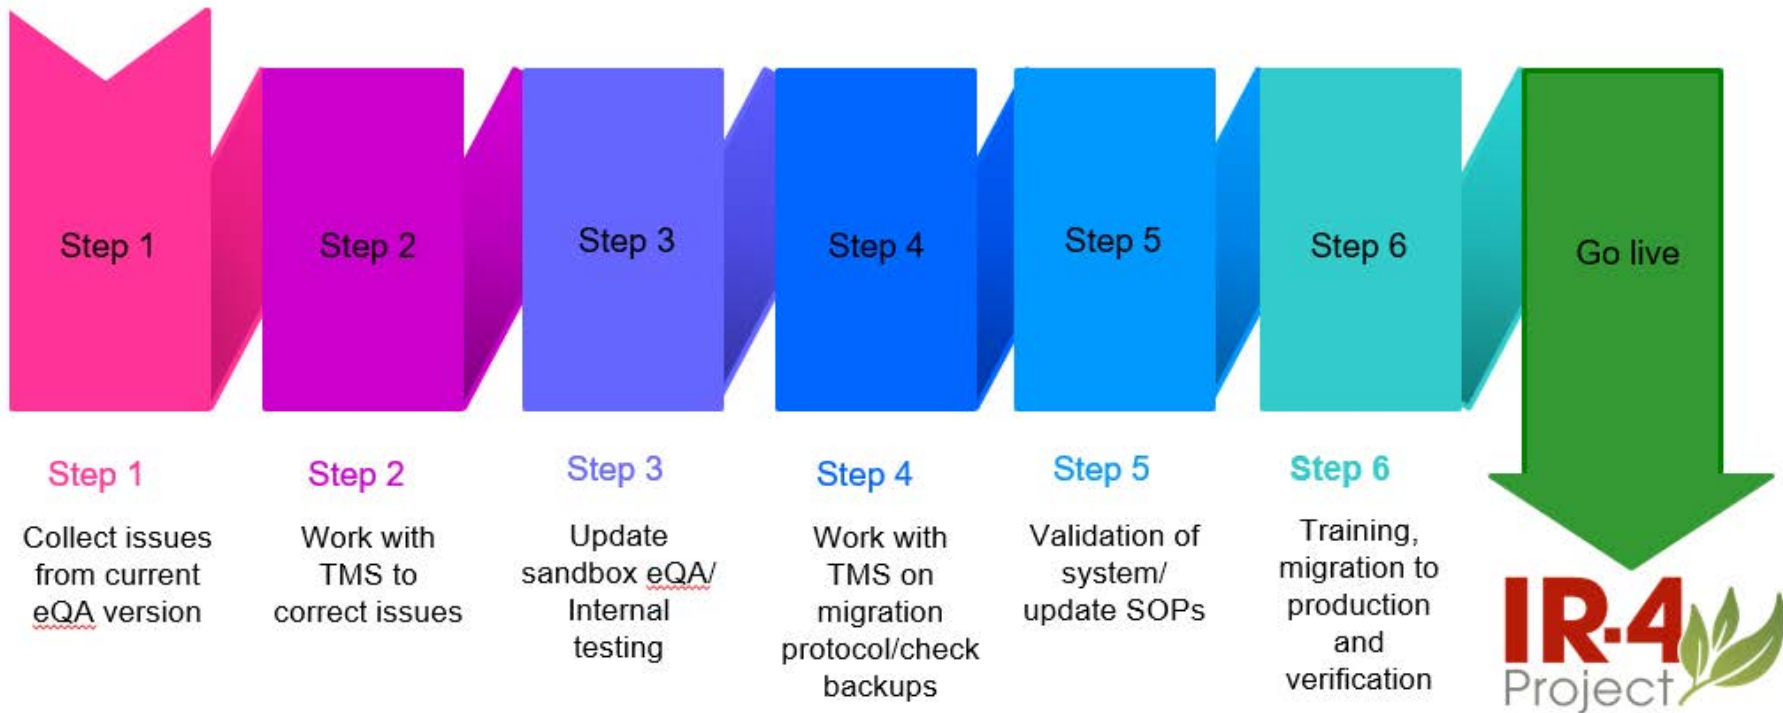 Step 1
Step 2
Step 3
Step 4
Step 5
Step 6
Go live
Step 1
Collect issues
from current
eQA version
Step 2
Work with
TMS to
correct issues
Step 3
Update
sandbox eQA/
Internal
testing
Step 4
Work with
TMS on
migration
protocol/check
backups
Step 5
Validation of
system/
update SOPs
Step 6
Training,
migration to
production
and
verification
IR-4
Project